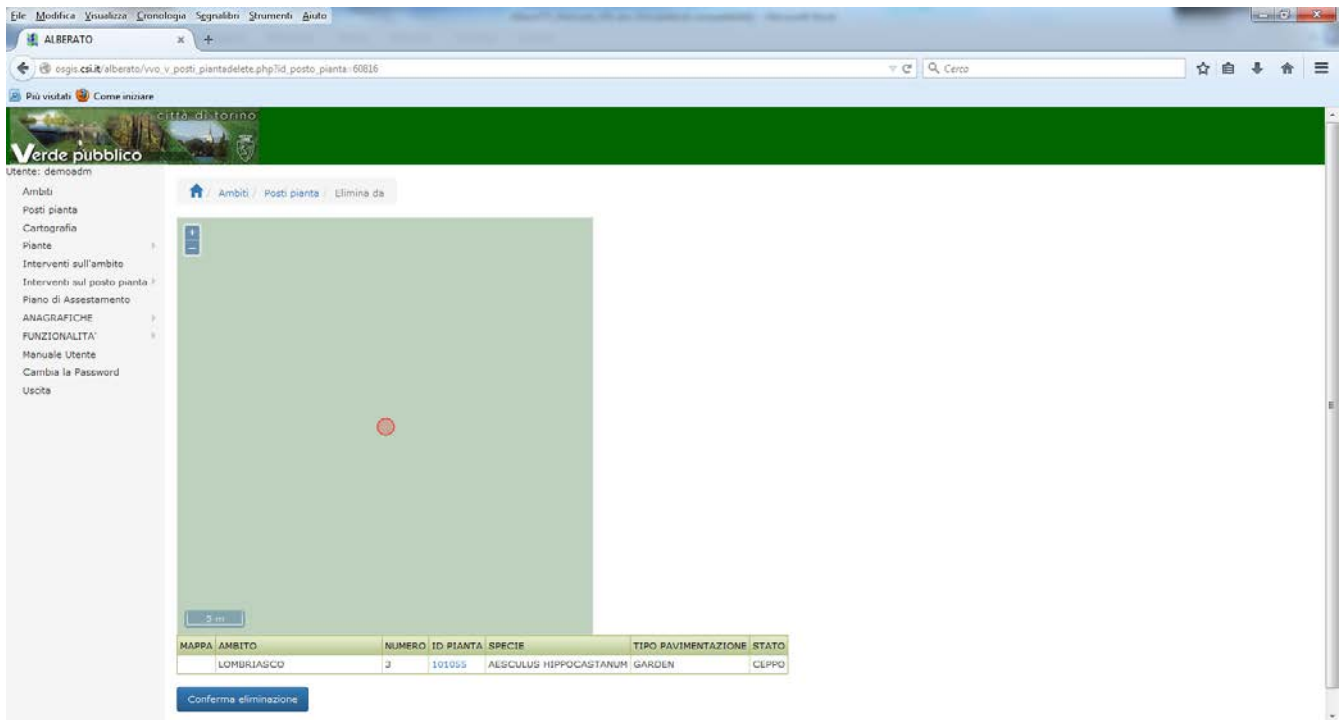 File Modifica Visualizza Cronologia Segnalibri Strumenti Aiuto
ALBERATO × +
osgis.csi.it/alberato/vvo_v_posti_piantadelete.php?id_posto_pianta=60816
Cerco
Più visitati Come iniziare
città di torino
Verde pubblico
Utente: demoadm
Ambiti
Posti pianta
Cartografia
Piante
Interventi sull'ambito
Interventi sul posto pianta
Piano di Assestamento
ANAGRAFICHE
FUNZIONALITA'
Manuale Utente
Cambia la Password
Uscita
/ Ambiti / Posti pianta / Elimina da
+
–
5 m
MAPPA AMBITO NUMERO ID PIANTA SPECIE TIPO PAVIMENTAZIONE STATO
LOMBRIASCO 3 101055 AESCULUS HIPPOCASTANUM GARDEN CEPPO
Conferma eliminazione